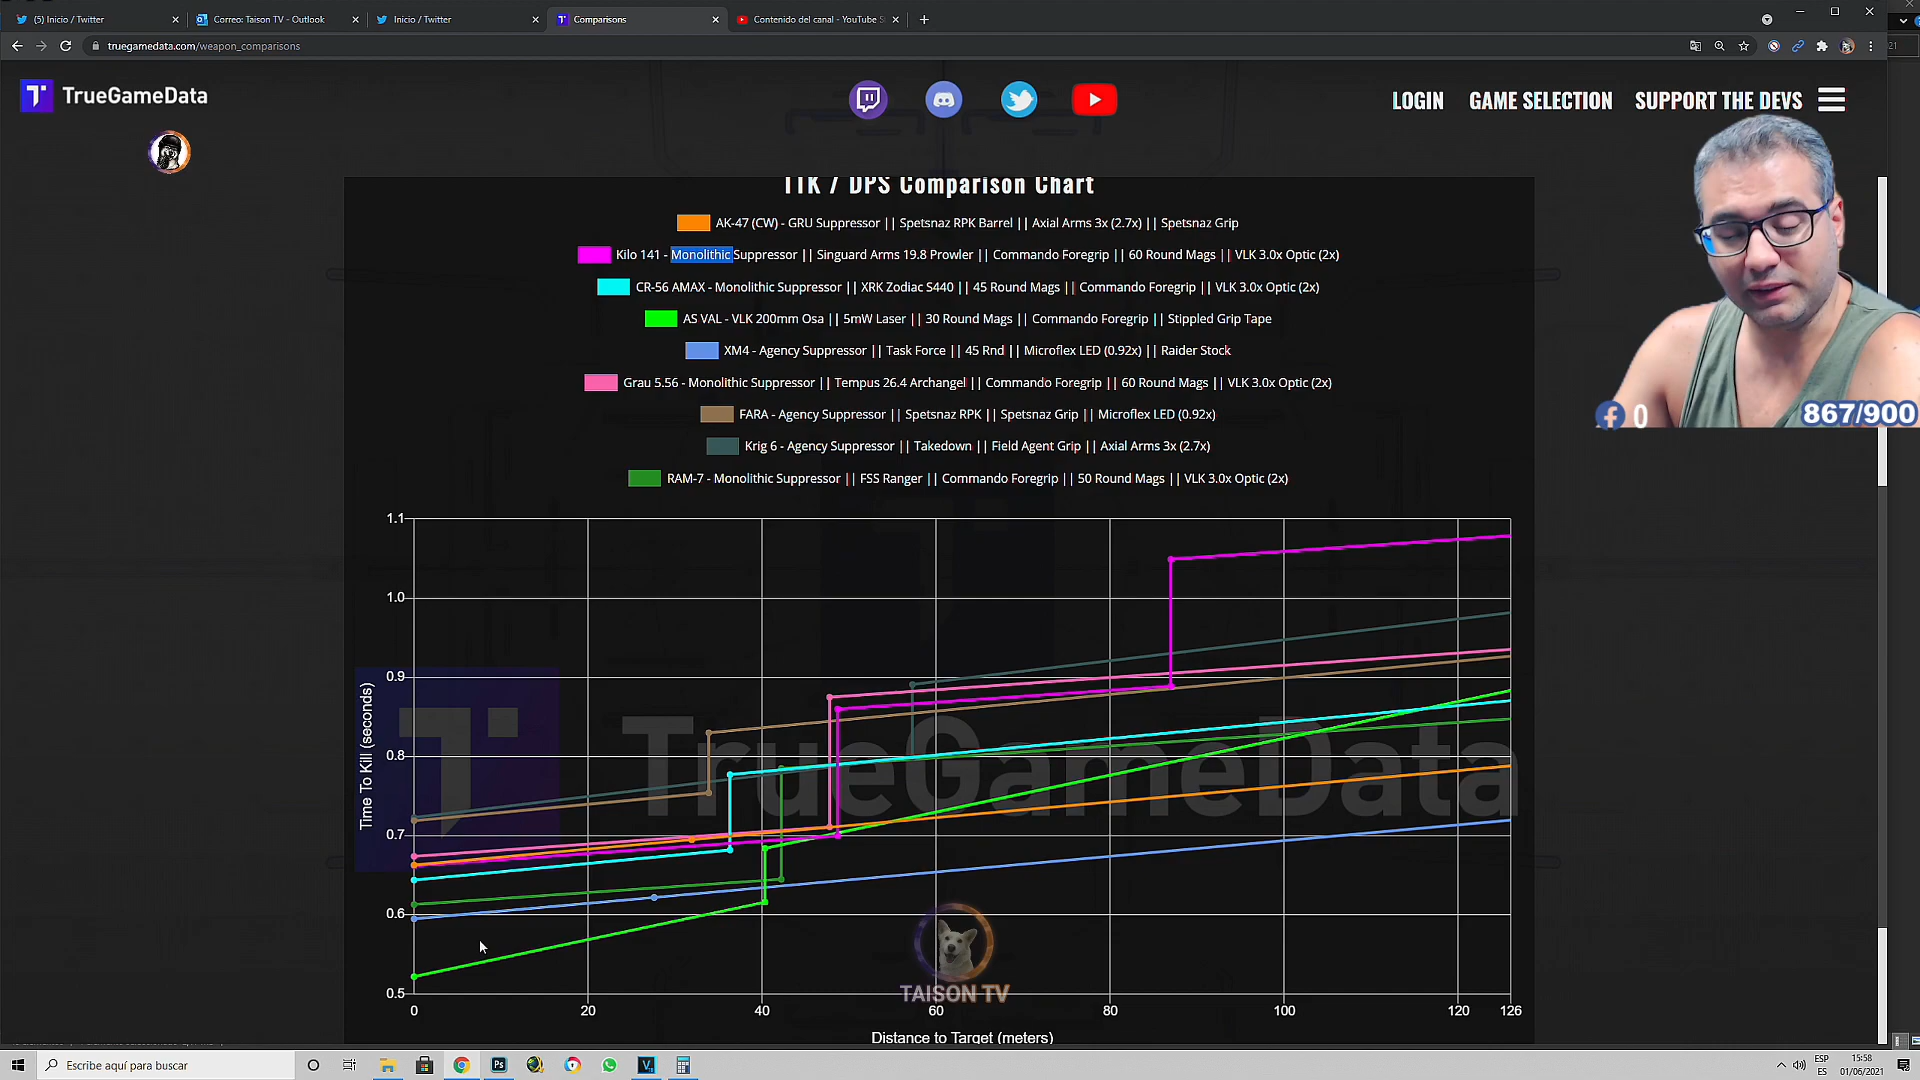 (5) Inicio / Twitter
Correo: Taison TV - Outlook
Inicio / Twitter
Comparisons
Contenido del canal - YouTube S
truegamedata.com/weapon_comparisons
21
TrueGameData
LOGIN
GAME SELECTION
SUPPORT THE DEVS
TTK / DPS Comparison Chart
AK-47 (CW) - GRU Suppressor || Spetsnaz RPK Barrel || Axial Arms 3x (2.7x) || Spetsnaz Grip
Kilo 141 - Monolithic Suppressor || Singuard Arms 19.8 Prowler || Commando Foregrip || 60 Round Mags || VLK 3.0x Optic (2x)
CR-56 AMAX - Monolithic Suppressor || XRK Zodiac S440 || 45 Round Mags || Commando Foregrip || VLK 3.0x Optic (2x)
AS VAL - VLK 200mm Osa || 5mW Laser || 30 Round Mags || Commando Foregrip || Stippled Grip Tape
XM4 - Agency Suppressor || Task Force || 45 Rnd || Microflex LED (0.92x) || Raider Stock
Grau 5.56 - Monolithic Suppressor || Tempus 26.4 Archangel || Commando Foregrip || 60 Round Mags || VLK 3.0x Optic (2x)
FARA - Agency Suppressor || Spetsnaz RPK || Spetsnaz Grip || Microflex LED (0.92x)
Krig 6 - Agency Suppressor || Takedown || Field Agent Grip || Axial Arms 3x (2.7x)
RAM-7 - Monolithic Suppressor || FSS Ranger || Commando Foregrip || 50 Round Mags || VLK 3.0x Optic (2x)
0
867/900
1.1
1.0
0.9
0.8
0.7
0.6
0.5
Time To Kill (seconds)
TrueGameData
TAISON TV
0
20
40
60
80
100
120
126
Distance to Target (meters)
Escribe aquí para buscar
ESP
ES
15:58
01/06/2021